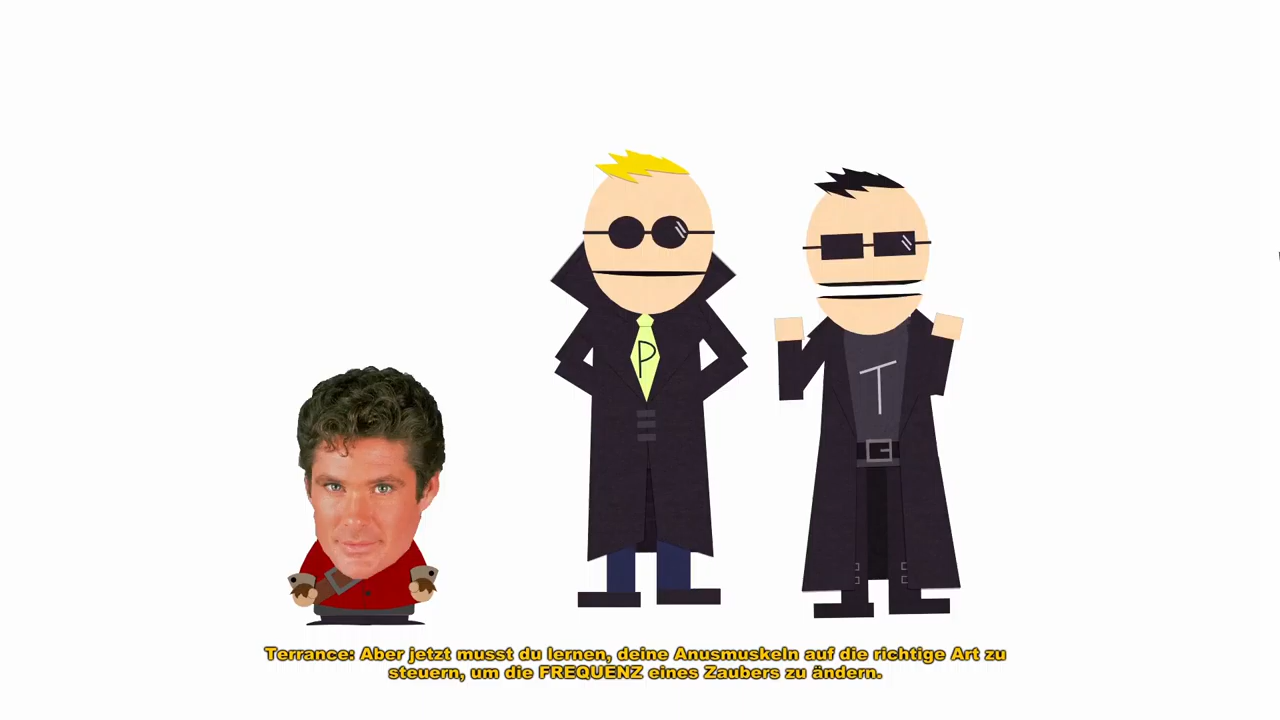 P
T
Terrance: Aber jetzt musst du lernen, deine Anusmuskeln auf die richtige Art zu
steuern, um die FREQUENZ eines Zaubers zu ändern.